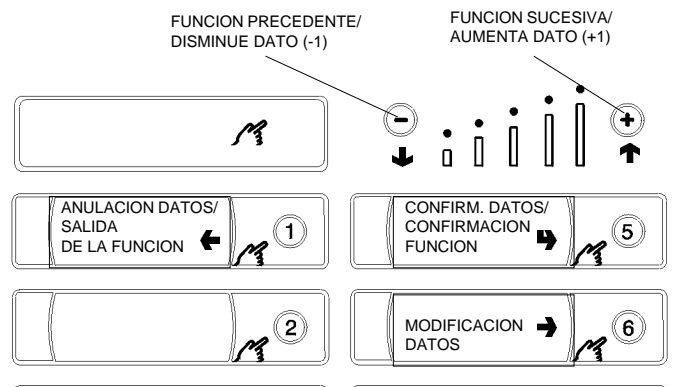 FUNCION PRECEDENTE/
DISMINUE DATO (-1)
FUNCION SUCESIVA/
AUMENTA DATO (+1)
ANULACION DATOS/
SALIDA
DE LA FUNCION
1
CONFIRM. DATOS/
CONFIRMACION
FUNCION
5
2
MODIFICACION
DATOS
6